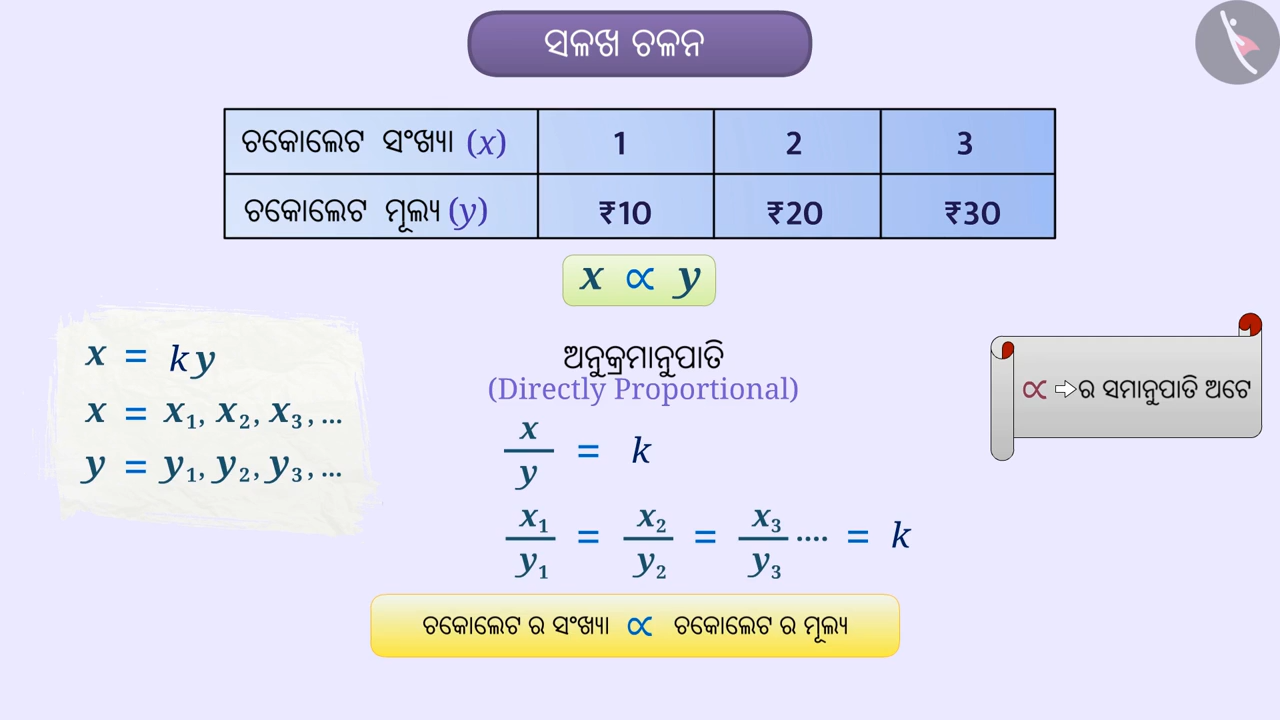 ସଳଖ ଚଳନ
ଚକୋଲେଟ ସଂଖ୍ୟା (x) 1 2 3
ଚକୋଲେଟ ମୂଲ୍ୟ (y) ₹10 ₹20 ₹30
x ∝ y
x = ky
x = x₁, x₂, x₃, ...
y = y₁, y₂, y₃, ...
ଅନୁକ୍ରମାନୁପାତି
(Directly Proportional)
x/y = k
x₁/y₁ = x₂/y₂ = x₃/y₃ .... = k
∝ ⇨ ର ସମାନୁପାତି ଅଟେ
ଚକୋଲେଟ ର ସଂଖ୍ୟା ∝ ଚକୋଲେଟ ର ମୂଲ୍ୟ